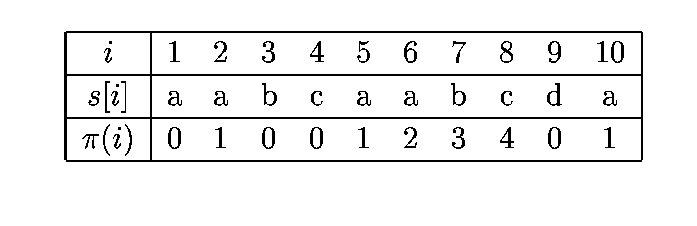 i 1 2 3 4 5 6 7 8 9 10
s[i] a a b c a a b c d a
π(i) 0 1 0 0 1 2 3 4 0 1